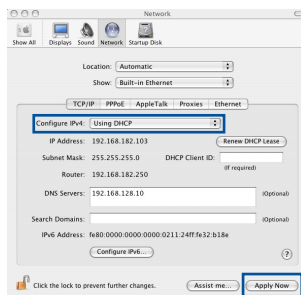 Network
Show All Displays Sound Network Startup Disk
Location: Automatic
Show: Built-in Ethernet
TCP/IP PPPoE AppleTalk Proxies Ethernet
Configure IPv4: Using DHCP
IP Address: 192.168.182.103 Renew DHCP Lease
Subnet Mask: 255.255.255.0 DHCP Client ID:
(If required)
Router: 192.168.182.250
DNS Servers: 192.168.128.10 (Optional)
Search Domains: (Optional)
IPv6 Address: fe80:0000:0000:0000:0211:24ff:fe32:b18e
Configure IPv6... ?
Click the lock to prevent further changes. Assist me... Apply Now